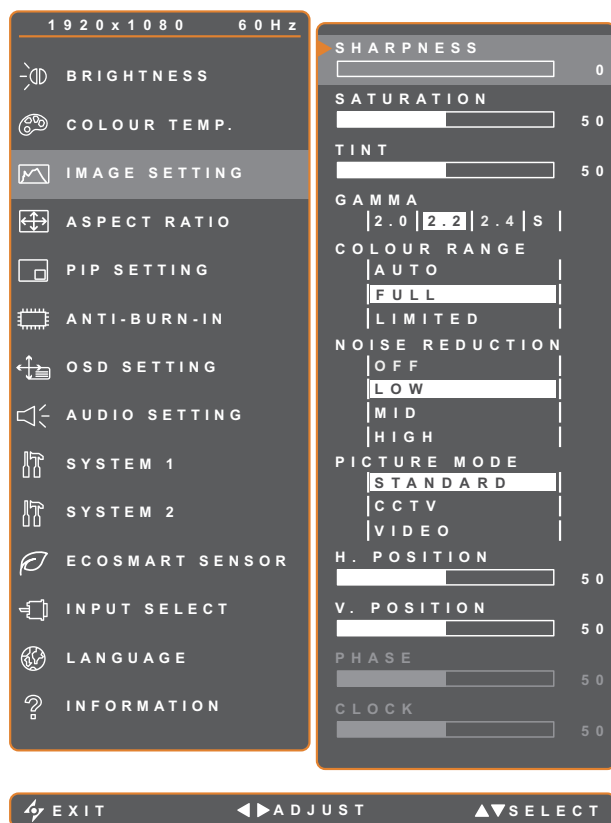 1920x1080 60Hz
BRIGHTNESS
COLOUR TEMP.
IMAGE SETTING
ASPECT RATIO
PIP SETTING
ANTI-BURN-IN
OSD SETTING
AUDIO SETTING
SYSTEM 1
SYSTEM 2
ECOSMART SENSOR
INPUT SELECT
LANGUAGE
INFORMATION
SHARPNESS
0
SATURATION
50
TINT
50
GAMMA
2.0 2.2 2.4 S
COLOUR RANGE
AUTO
FULL
LIMITED
NOISE REDUCTION
OFF
LOW
MID
HIGH
PICTURE MODE
STANDARD
CCTV
VIDEO
H. POSITION
50
V. POSITION
50
PHASE
50
CLOCK
50
EXIT ADJUST SELECT